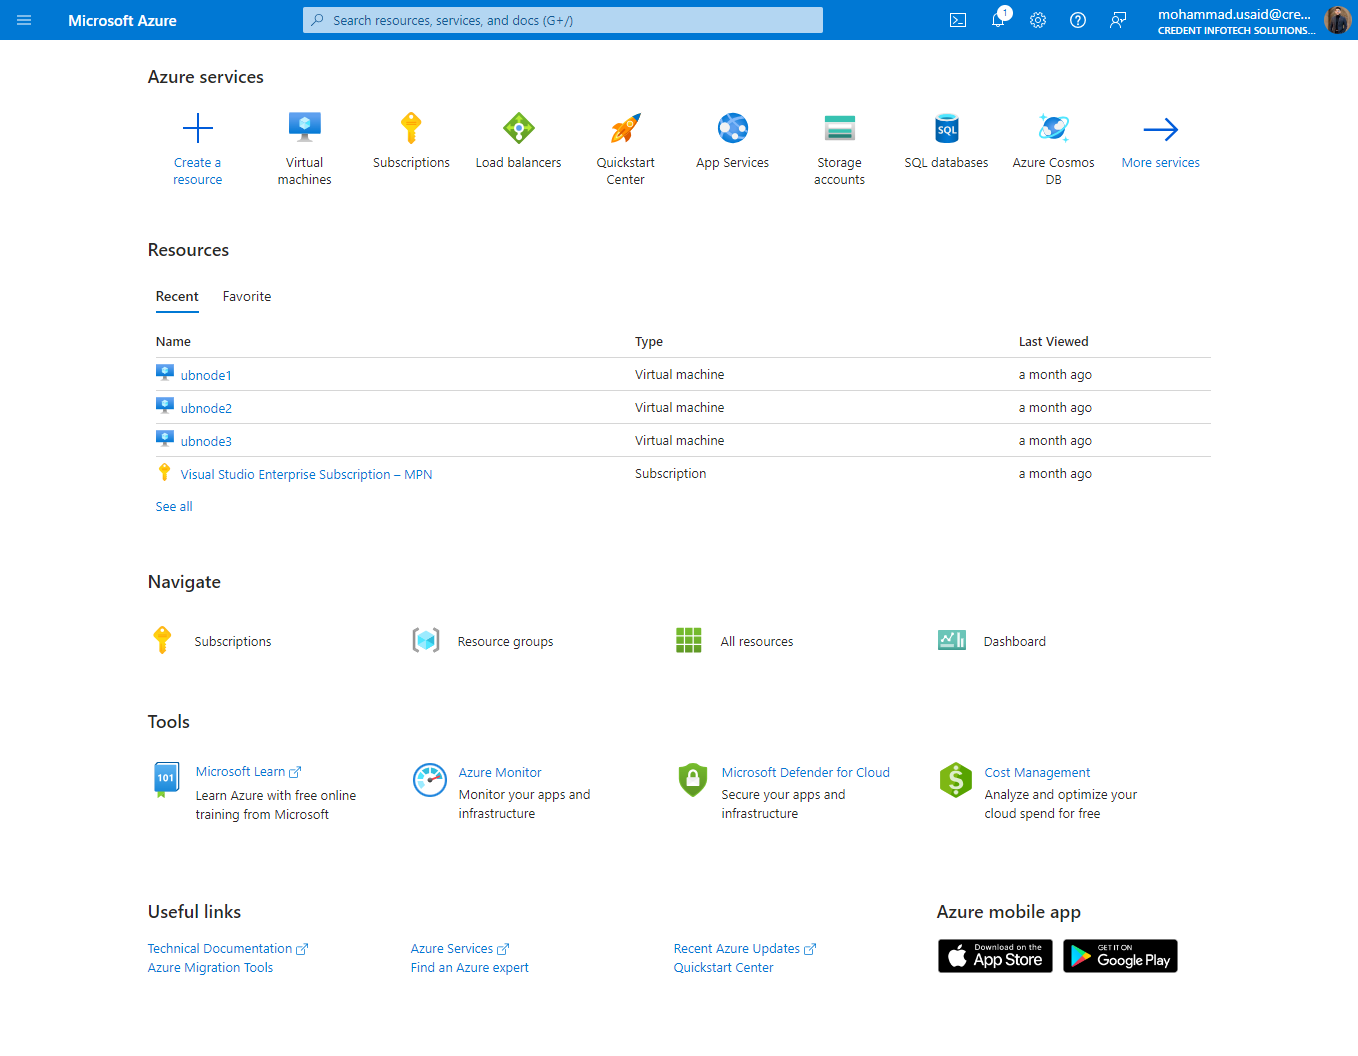 Microsoft Azure
Search resources, services, and docs (G+/)
1
mohammad.usaid@cre...
CREDENT INFOTECH SOLUTIONS...
Azure services
Create a
resource
Virtual
machines
Subscriptions
Load balancers
Quickstart
Center
App Services
Storage
accounts
SQL
SQL databases
Azure Cosmos
DB
More services
Resources
Recent
Favorite
Name
Type
Last Viewed
ubnode1
Virtual machine
a month ago
ubnode2
Virtual machine
a month ago
ubnode3
Virtual machine
a month ago
Visual Studio Enterprise Subscription – MPN
Subscription
a month ago
See all
Navigate
Subscriptions
Resource groups
All resources
Dashboard
Tools
101
Microsoft Learn
Learn Azure with free online
training from Microsoft
Azure Monitor
Monitor your apps and
infrastructure
Microsoft Defender for Cloud
Secure your apps and
infrastructure
$
Cost Management
Analyze and optimize your
cloud spend for free
Useful links
Technical Documentation
Azure Migration Tools
Azure Services
Find an Azure expert
Recent Azure Updates
Quickstart Center
Azure mobile app
Download on the
App Store
GET IT ON
Google Play